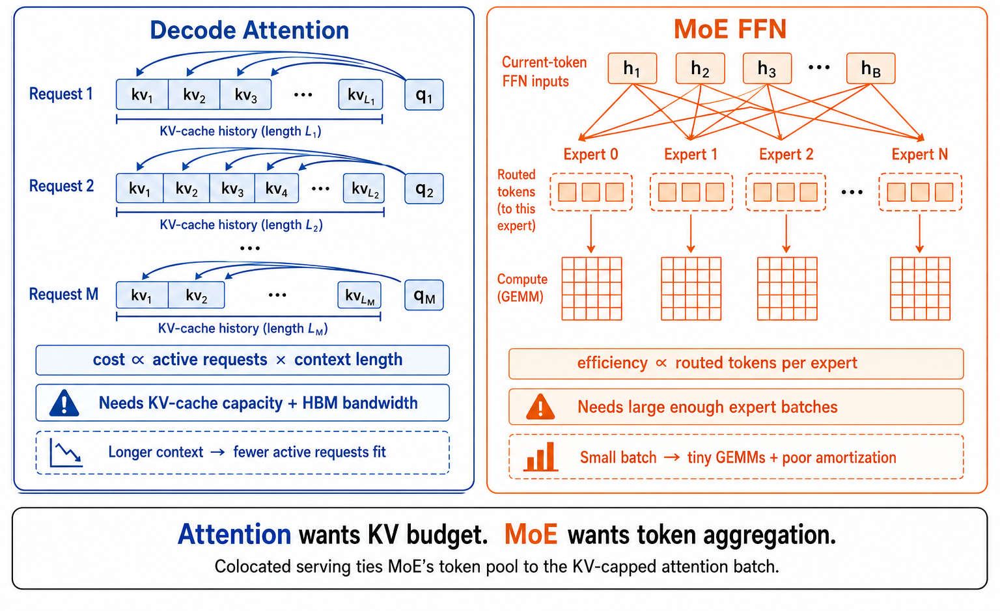 Decode Attention
Request 1
kv1 kv2 kv3 ... kvL1 q1
KV-cache history (length L1)
Request 2
kv1 kv2 kv3 kv4 ... kvL2 q2
KV-cache history (length L2)
...
Request M
kv1 kv2 ... kvLM qM
KV-cache history (length LM)
cost ∝ active requests × context length
Needs KV-cache capacity + HBM bandwidth
Longer context → fewer active requests fit
MoE FFN
Current-token
FFN inputs
h1 h2 h3 ... hB
Expert 0 Expert 1 Expert 2 Expert N
Routed
tokens
(to this
expert)
...
Compute
(GEMM)
efficiency ∝ routed tokens per expert
Needs large enough expert batches
Small batch → tiny GEMMs + poor amortization
Attention wants KV budget. MoE wants token aggregation.
Colocated serving ties MoE’s token pool to the KV-capped attention batch.